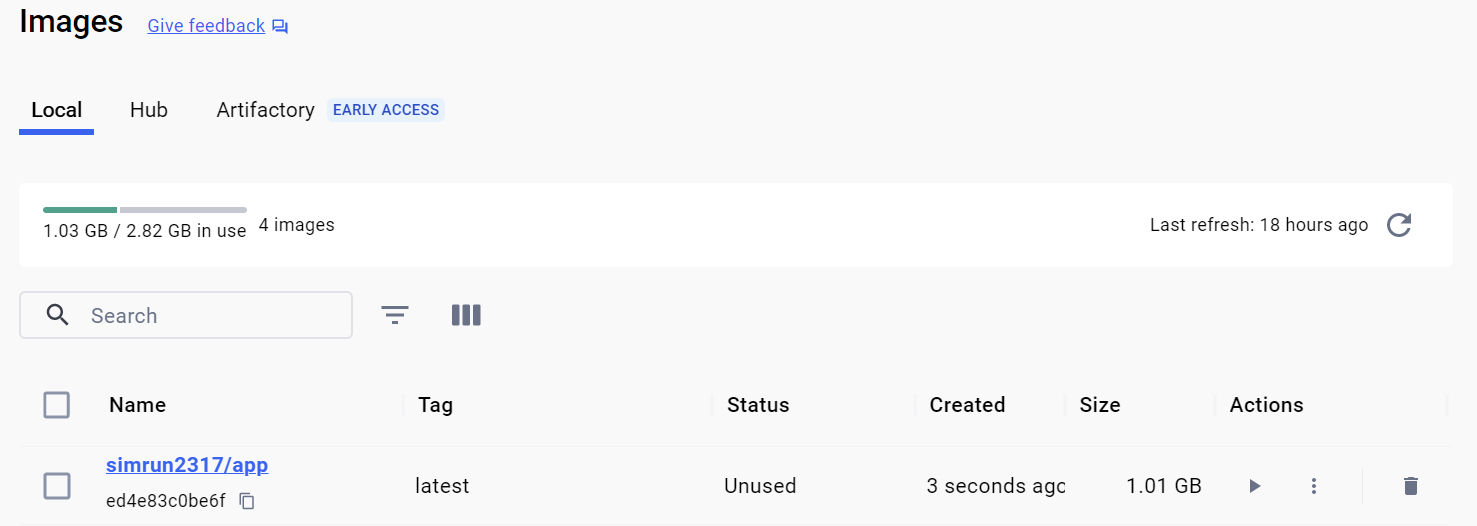 Images Give feedback
Local Hub Artifactory EARLY ACCESS
1.03 GB / 2.82 GB in use 4 images Last refresh: 18 hours ago
Search
Name Tag Status Created Size Actions
simrun2317/app
latest Unused 3 seconds ago 1.01 GB
ed4e83c0be6f